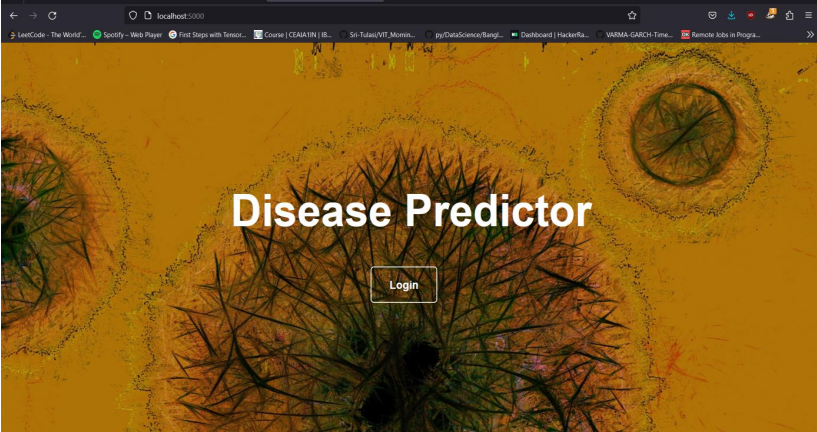 localhost:5000
LeetCode - The World'... Spotify – Web Player First Steps with Tensor... Course | CEAIA1IN | IB... Sri-Tulasi/VIT_Mornin... py/DataScience/Bangl... Dashboard | HackerRa... VARMA-GARCH-Time... Remote Jobs in Progra...
Disease Predictor
Login